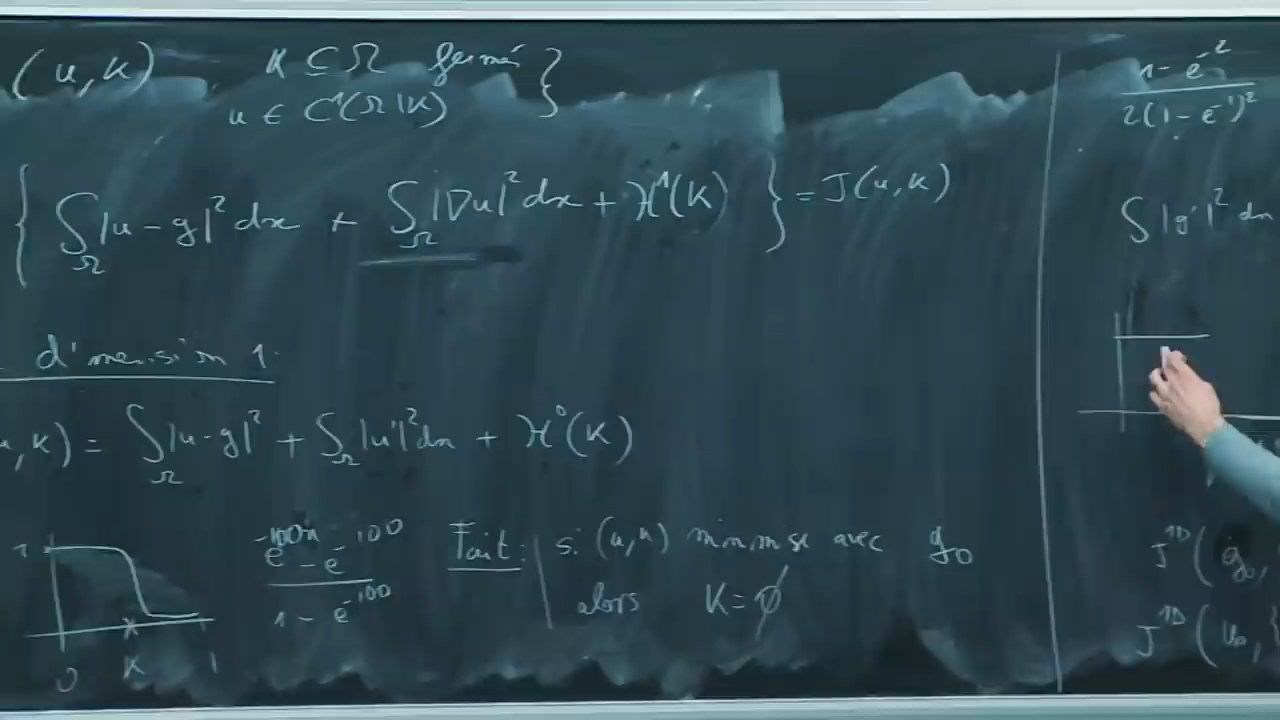 (u, K) K ⊆ Ω fermé }
u ∈ C¹(Ω \ K)
{ ∫_Ω |u - g|² dx + ∫_Ω |∇u|² dx + ℋ¹(K) } = J(u, K)
dimension 1.
, K) = ∫_Ω |u - g|² + ∫_Ω |u'|² dx + ℋ⁰(K)
1
K
0 1
e^{-100x} - e^{-100} / 1 - e^{-100}
Fait: si (u, K) minimise avec g₀
alors K = ∅
1 - e^{-2} / 2(1 - e^{-1})²
∫ |g'|² dx
J^{1D}( g₀,
J^{1D}( u₀, {